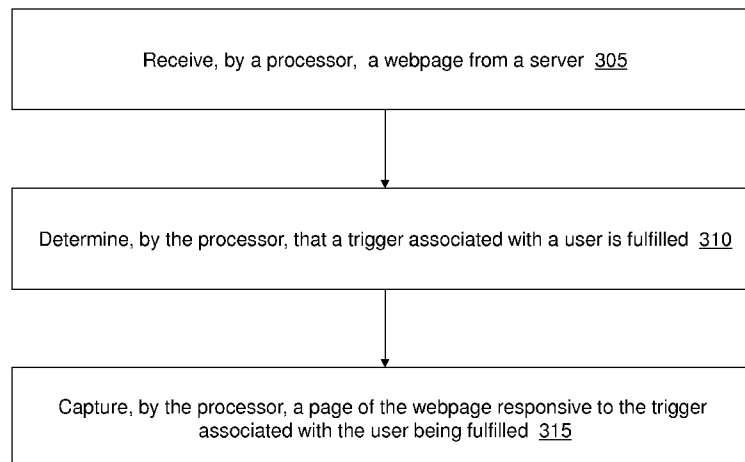 Receive, by a processor, a webpage from a server 305
Determine, by the processor, that a trigger associated with a user is fulfilled 310
Capture, by the processor, a page of the webpage responsive to the trigger
associated with the user being fulfilled 315